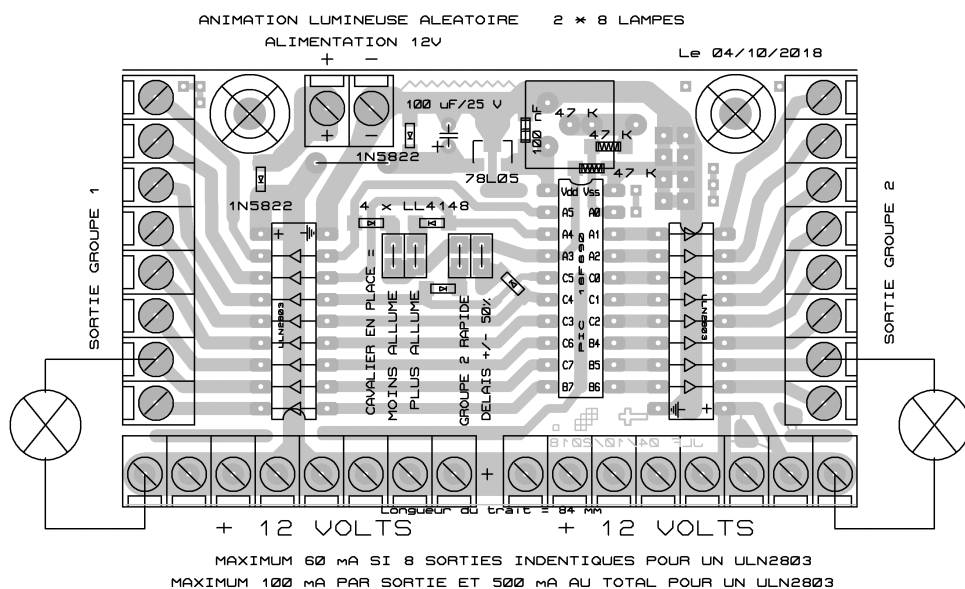 ANIMATION LUMINEUSE ALEATOIRE 2 * 8 LAMPES
ALIMENTATION 12V
Le 04/10/2018
+ −
+ −
100 uF/25 V
+
100 nF
47 K
47 K
47 K
1N5822
78L05
1N5822
4 x LL4148
SORTIE GROUPE 1
SORTIE GROUPE 2
+
ULN2803
CAVALIER EN PLACE =
MOINS ALLUME
PLUS ALLUME
GROUPE 2 RAPIDE
DELAIS +/- 50%
PIC 16F690
Vdd Vss
A5 A0
A4 A1
A3 A2
C5 C0
C4 C1
C3 C2
C6 B4
C7 B5
B7 B6
ULN2803
+
JLF 04/10/2018
+
Longueur du trait = 84 MM
+ 12 VOLTS + 12 VOLTS
MAXIMUM 60 mA SI 8 SORTIES INDENTIQUES POUR UN ULN2803
MAXIMUM 100 mA PAR SORTIE ET 500 mA AU TOTAL POUR UN ULN2803